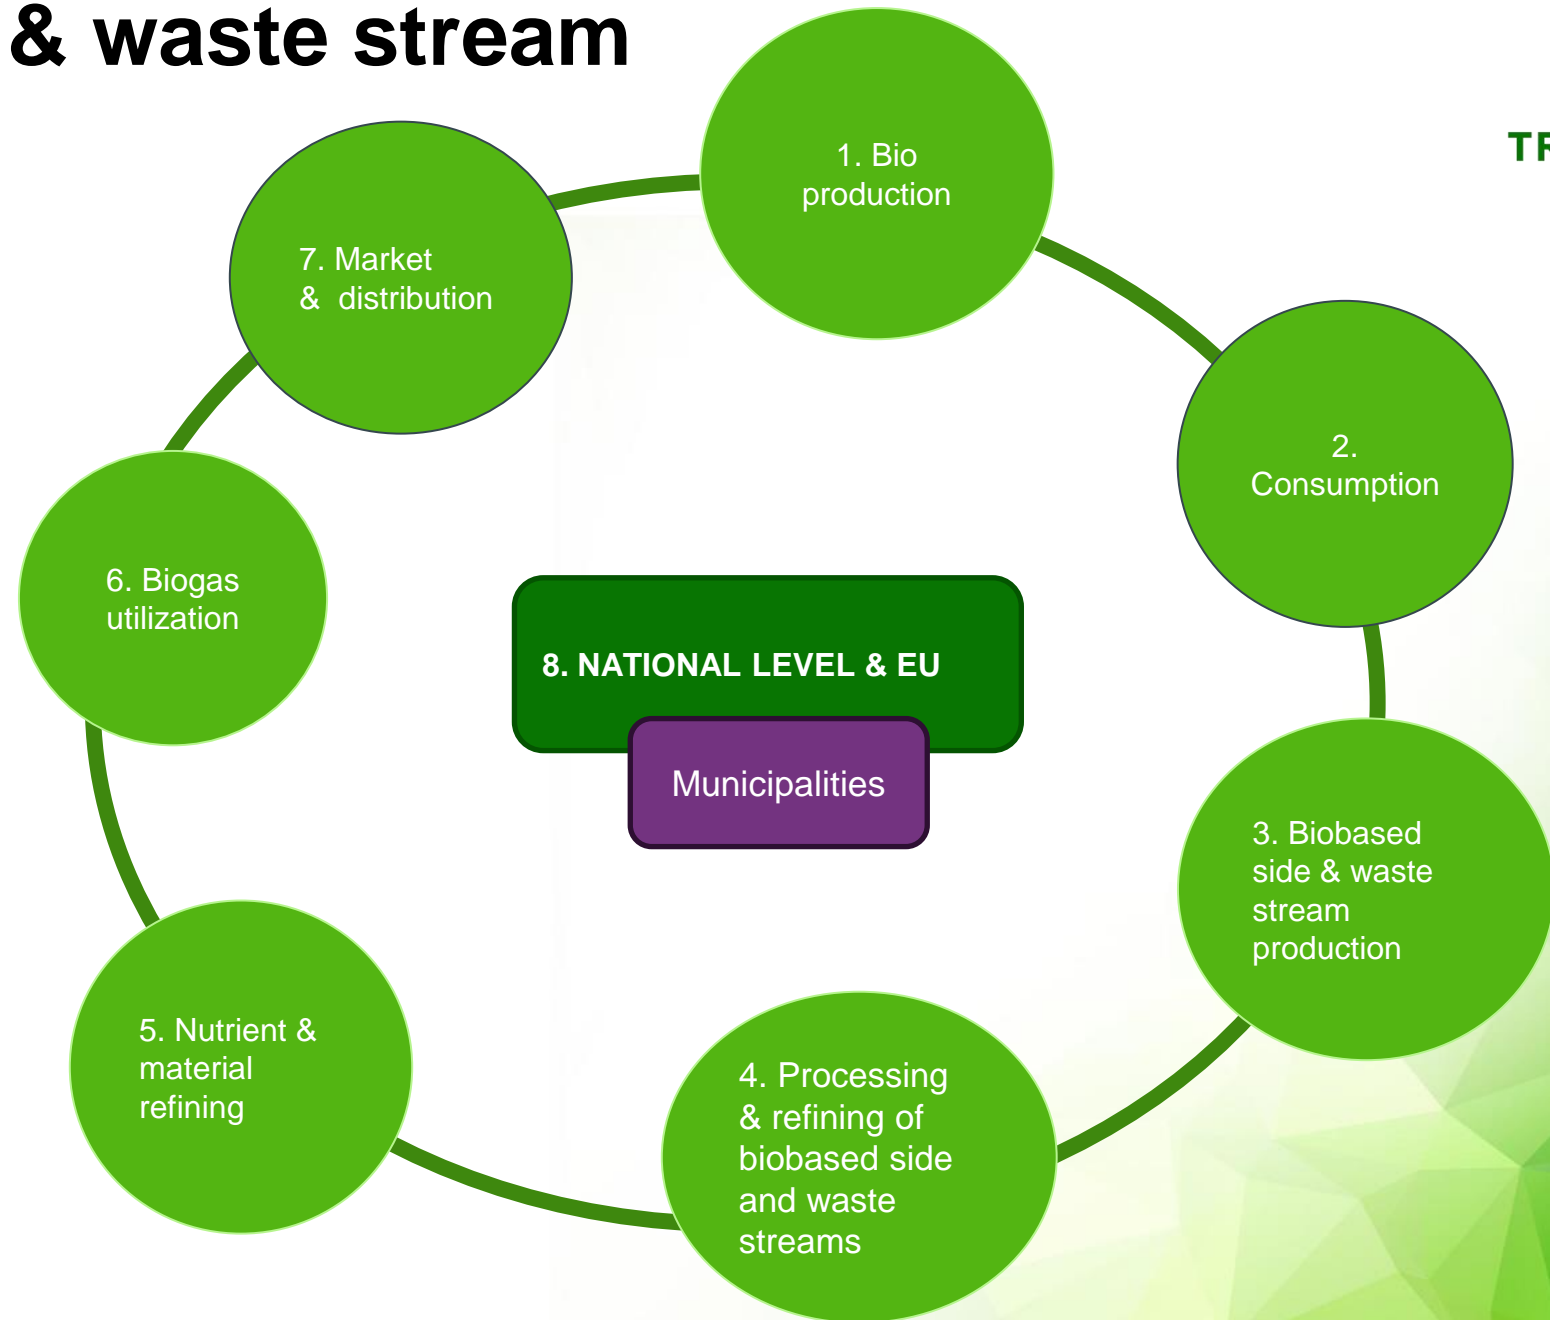 & waste stream
TR
1. Bio
production
2.
Consumption
3. Biobased
side & waste
stream
production
4. Processing
& refining of
biobased side
and waste
streams
5. Nutrient &
material
refining
6. Biogas
utilization
7. Market
& distribution
8. NATIONAL LEVEL & EU
Municipalities